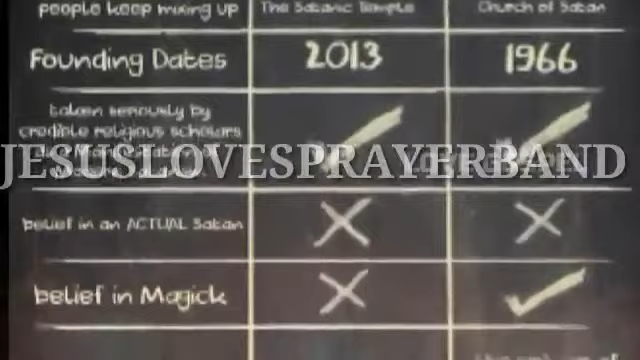 people keep mixing up The Satanic Temple Church of Satan
Founding Dates 2013 1966
taken seriously by
credible religious scholars
JESUSLOVESPRAYERBAND
belief in an ACTUAL Satan
belief in Magick